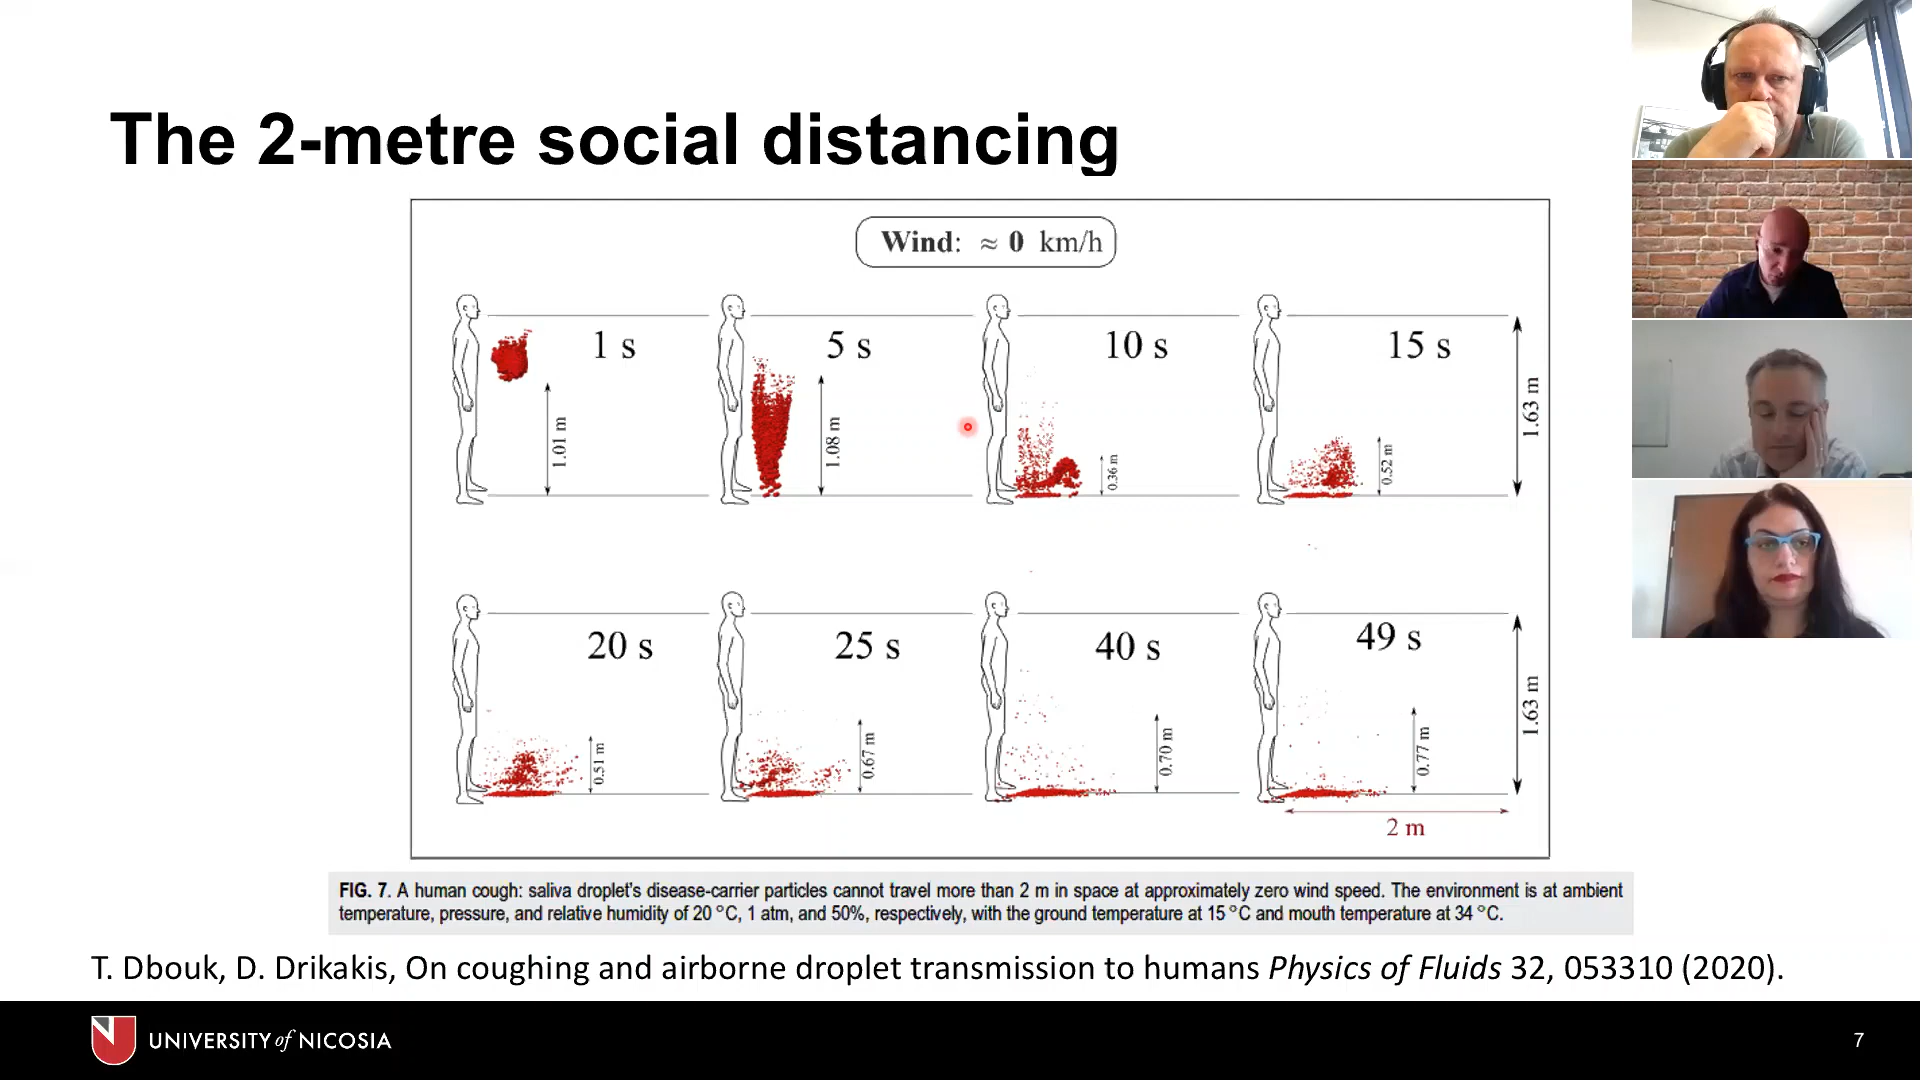 The 2-metre social distancing
Wind: ≈ 0 km/h
1 s
5 s
10 s
15 s
1.01 m
1.08 m
0.36 m
0.52 m
1.63 m
20 s
25 s
40 s
49 s
0.51 m
0.67 m
0.70 m
0.77 m
1.63 m
2 m
FIG. 7. A human cough: saliva droplet's disease-carrier particles cannot travel more than 2 m in space at approximately zero wind speed. The environment is at ambient
temperature, pressure, and relative humidity of 20 °C, 1 atm, and 50%, respectively, with the ground temperature at 15 °C and mouth temperature at 34 °C.
T. Dbouk, D. Drikakis, On coughing and airborne droplet transmission to humans Physics of Fluids 32, 053310 (2020).
UNIVERSITY of NICOSIA
7